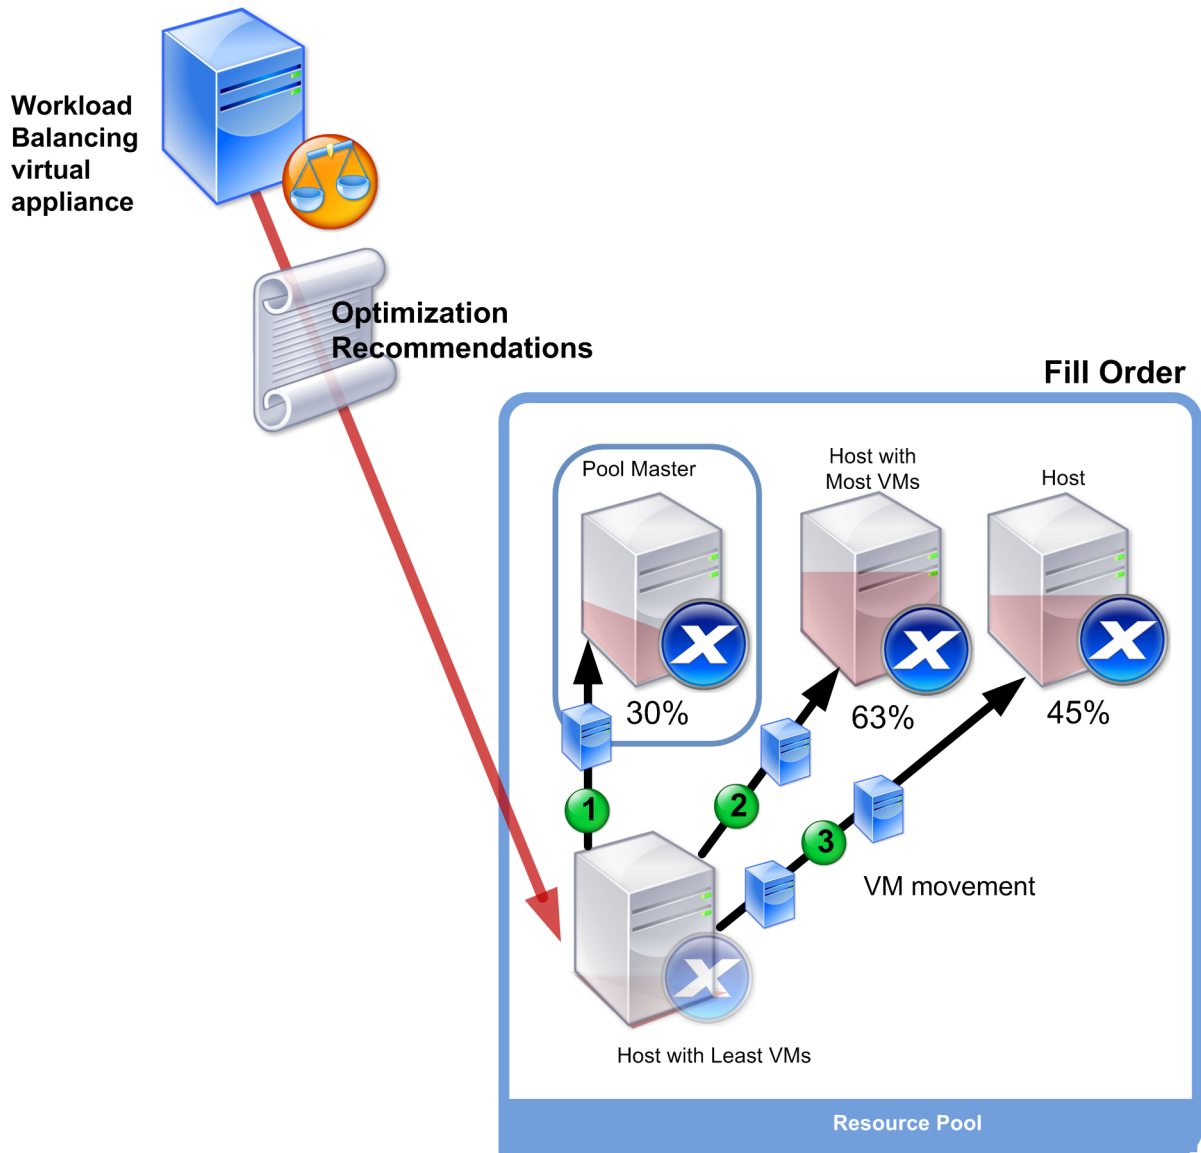 Workload
Balancing
virtual
appliance
Optimization
Recommendations
Fill Order
Pool Master
Host with
Most VMs
Host
X
X
X
30%
63%
45%
1
2
3
VM movement
X
Host with Least VMs
Resource Pool